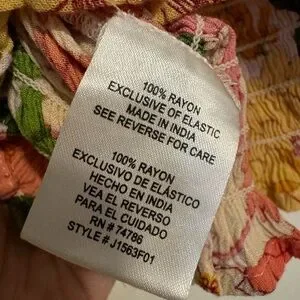 100% RAYON
EXCLUSIVE OF ELASTIC
MADE IN INDIA
SEE REVERSE FOR CARE
100% RAYON
EXCLUSIVO DE ELÁSTICO
HECHO EN INDIA
VEA EL REVERSO
PARA EL CUIDADO
RN # 74786
STYLE # J1563F01